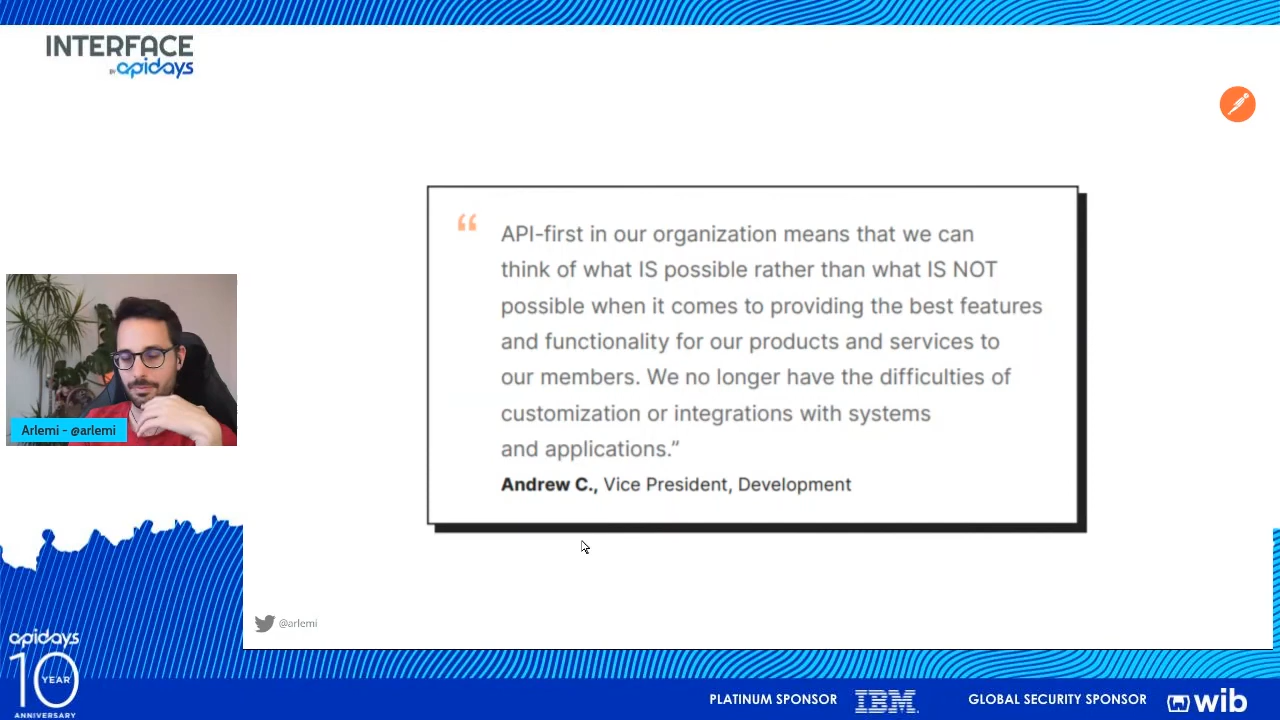 INTERFACE
BY apidays
“
API-first in our organization means that we can
think of what IS possible rather than what IS NOT
possible when it comes to providing the best features
and functionality for our products and services to
our members. We no longer have the difficulties of
customization or integrations with systems
and applications.”
Andrew C., Vice President, Development
Arlemi - @arlemi
@arlemi
apidays
10
YEAR
ANNIVERSARY
PLATINUM SPONSOR IBM. GLOBAL SECURITY SPONSOR wib